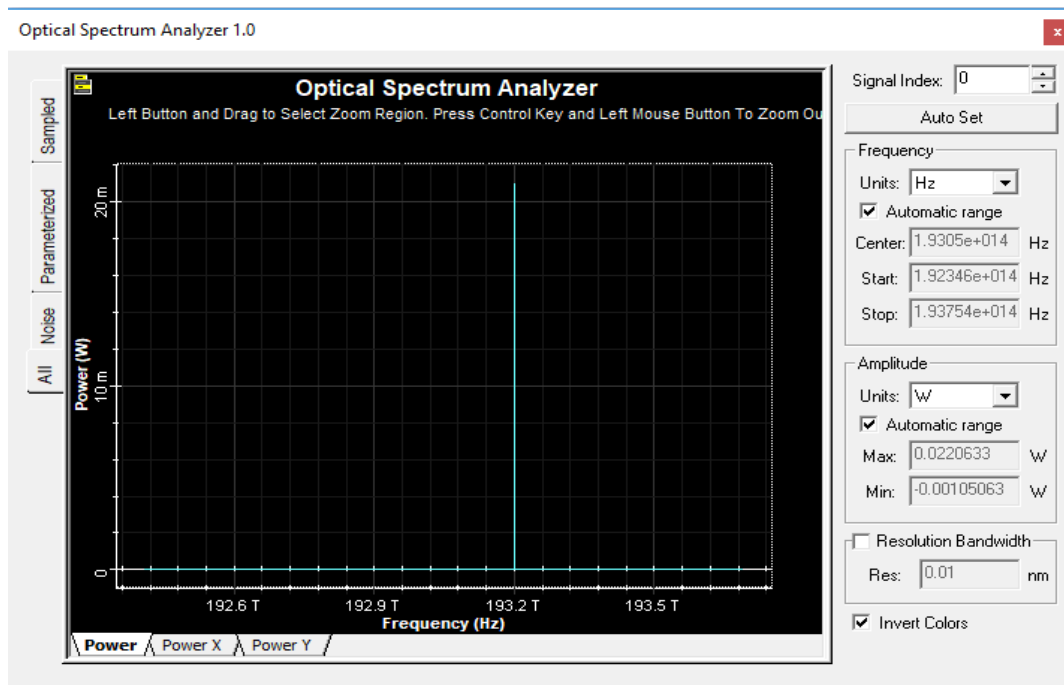 Optical Spectrum Analyzer 1.0
x
Sampled
Parameterized
Noise
All
Optical Spectrum Analyzer
Left Button and Drag to Select Zoom Region. Press Control Key and Left Mouse Button To Zoom Ou
Power (W)
20 m
10 m
0
192.6 T 192.9 T 193.2 T 193.5 T
Frequency (Hz)
Power Power X Power Y
Signal Index: 0
Auto Set
Frequency
Units: Hz
Automatic range
Center: 1.9305e+014 Hz
Start: 1.92346e+014 Hz
Stop: 1.93754e+014 Hz
Amplitude
Units: W
Automatic range
Max: 0.0220633 W
Min: -0.00105063 W
Resolution Bandwidth
Res: 0.01 nm
Invert Colors